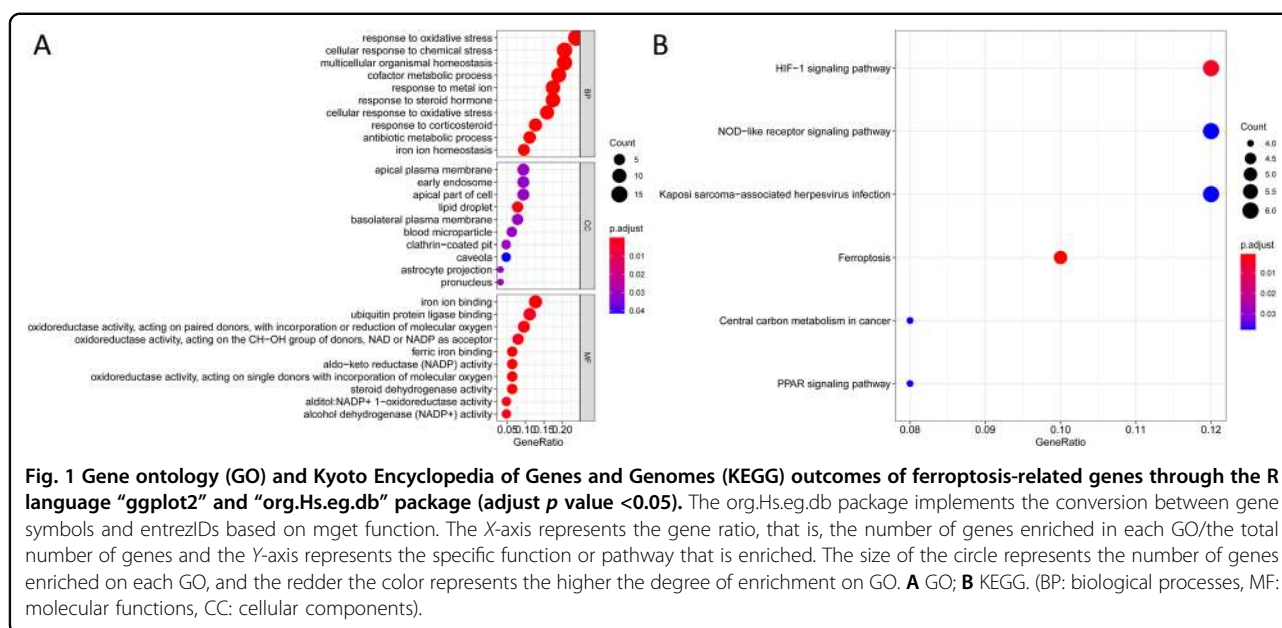 A
response to oxidative stress
cellular response to chemical stress
multicellular organismal homeostasis
cofactor metabolic process
response to metal ion
response to steroid hormone
cellular response to oxidative stress
response to corticosteroid
antibiotic metabolic process
iron ion homeostasis
BP
apical plasma membrane
early endosome
apical part of cell
lipid droplet
basolateral plasma membrane
blood microparticle
clathrin-coated pit
caveola
astrocyte projection
pronucleus
CC
iron ion binding
ubiquitin protein ligase binding
oxidoreductase activity, acting on paired donors, with incorporation or reduction of molecular oxygen
oxidoreductase activity, acting on the CH-OH group of donors, NAD or NADP as acceptor
ferric iron binding
aldo-keto reductase (NADP) activity
oxidoreductase activity, acting on single donors with incorporation of molecular oxygen
steroid dehydrogenase activity
alditol:NADP+ 1-oxidoreductase activity
alcohol dehydrogenase (NADP+) activity
MF
0.05 0.10 0.15 0.20
GeneRatio
Count
5
10
15
p.adjust
0.01
0.02
0.03
0.04
B
HIF-1 signaling pathway
NOD-like receptor signaling pathway
Kaposi sarcoma-associated herpesvirus infection
Ferroptosis
Central carbon metabolism in cancer
PPAR signaling pathway
0.08 0.09 0.10 0.11 0.12
GeneRatio
Count
4.0
4.5
5.0
5.5
6.0
p.adjust
0.01
0.02
0.03
Fig. 1 Gene ontology (GO) and Kyoto Encyclopedia of Genes and Genomes (KEGG) outcomes of ferroptosis-related genes through the R
language “ggplot2” and “org.Hs.eg.db” package (adjust p value <0.05). The org.Hs.eg.db package implements the conversion between gene
symbols and entrezIDs based on mget function. The X-axis represents the gene ratio, that is, the number of genes enriched in each GO/the total
number of genes and the Y-axis represents the specific function or pathway that is enriched. The size of the circle represents the number of genes
enriched on each GO, and the redder the color represents the higher the degree of enrichment on GO. A GO; B KEGG. (BP: biological processes, MF:
molecular functions, CC: cellular components).